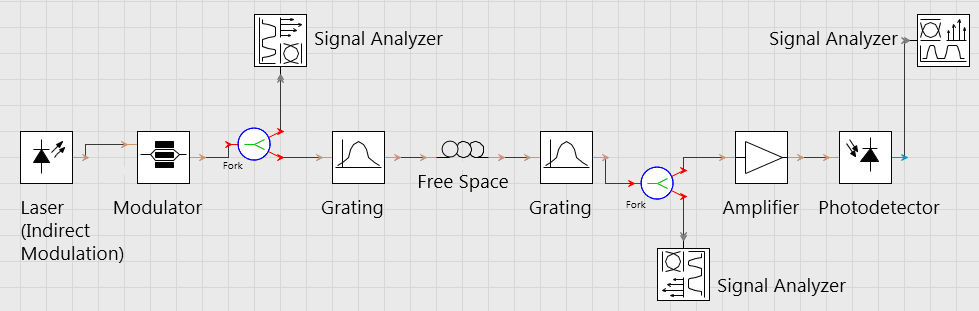 Signal Analyzer
Signal Analyzer
Fork
Free Space
Laser
(Indirect
Modulation)
Modulator
Grating
Grating
Fork
Amplifier
Photodetector
Signal Analyzer